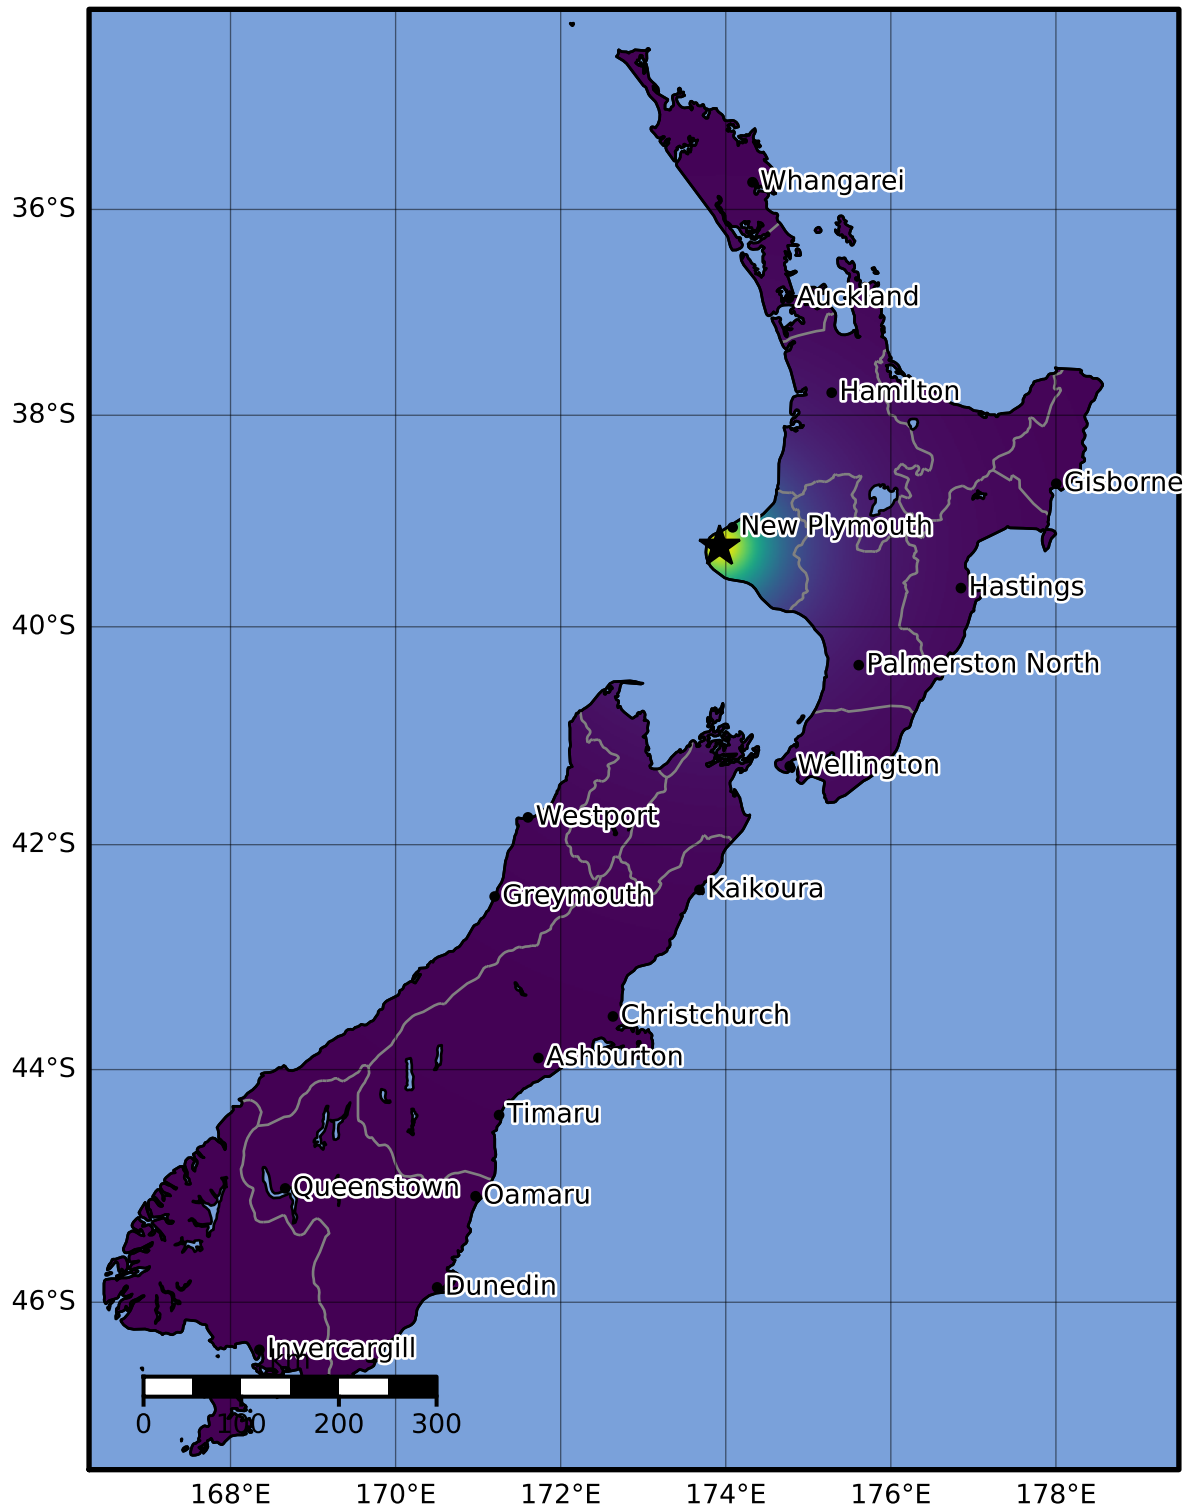 Whangarei
36°S
Auckland
Hamilton
38°S
Gisborne
New Plymouth
Hastings
40°S
Palmerston North
Wellington
Westport
42°S
Kaikoura
Greymouth
Christchurch
Ashburton
44°S
Timaru
Queenstown
Oamaru
Dunedin
46°S
Invercargill
km
0 100 200 300
168°E 170°E 172°E 174°E 176°E 178°E